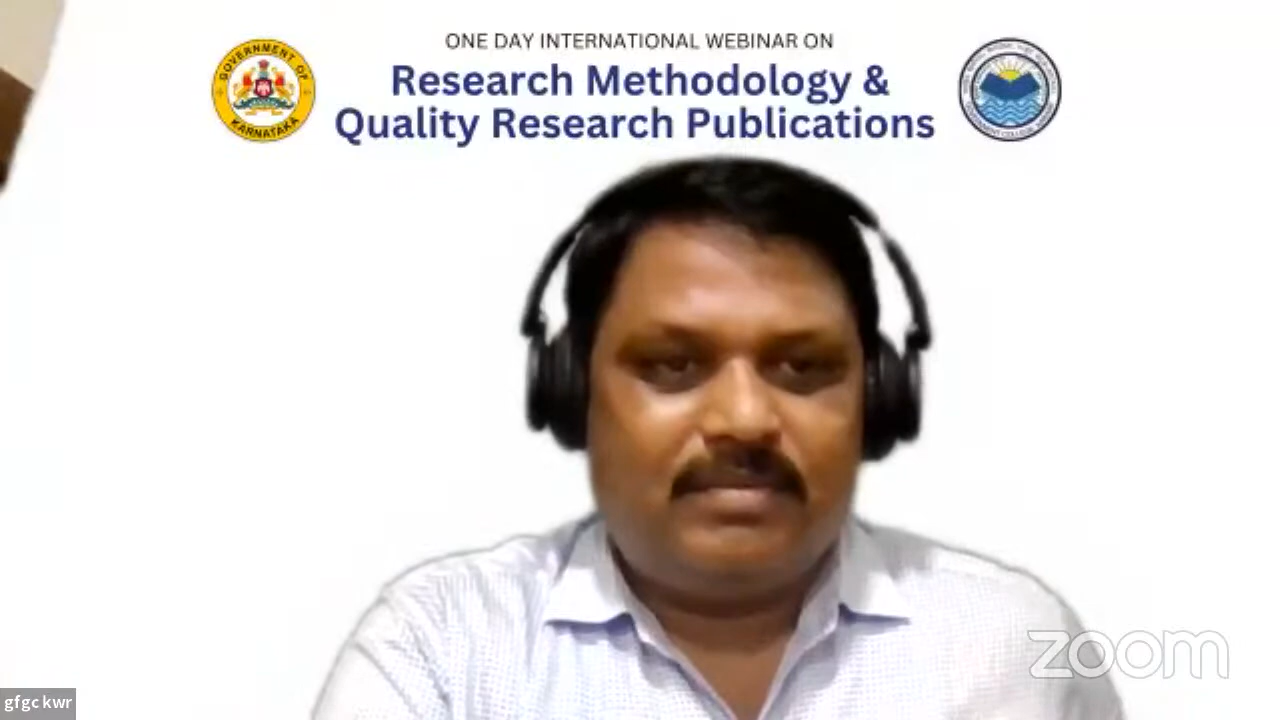 ONE DAY INTERNATIONAL WEBINAR ON
Research Methodology &
Quality Research Publications
GOVERNMENT OF
KARNATAKA
zoom
gfgc kwr